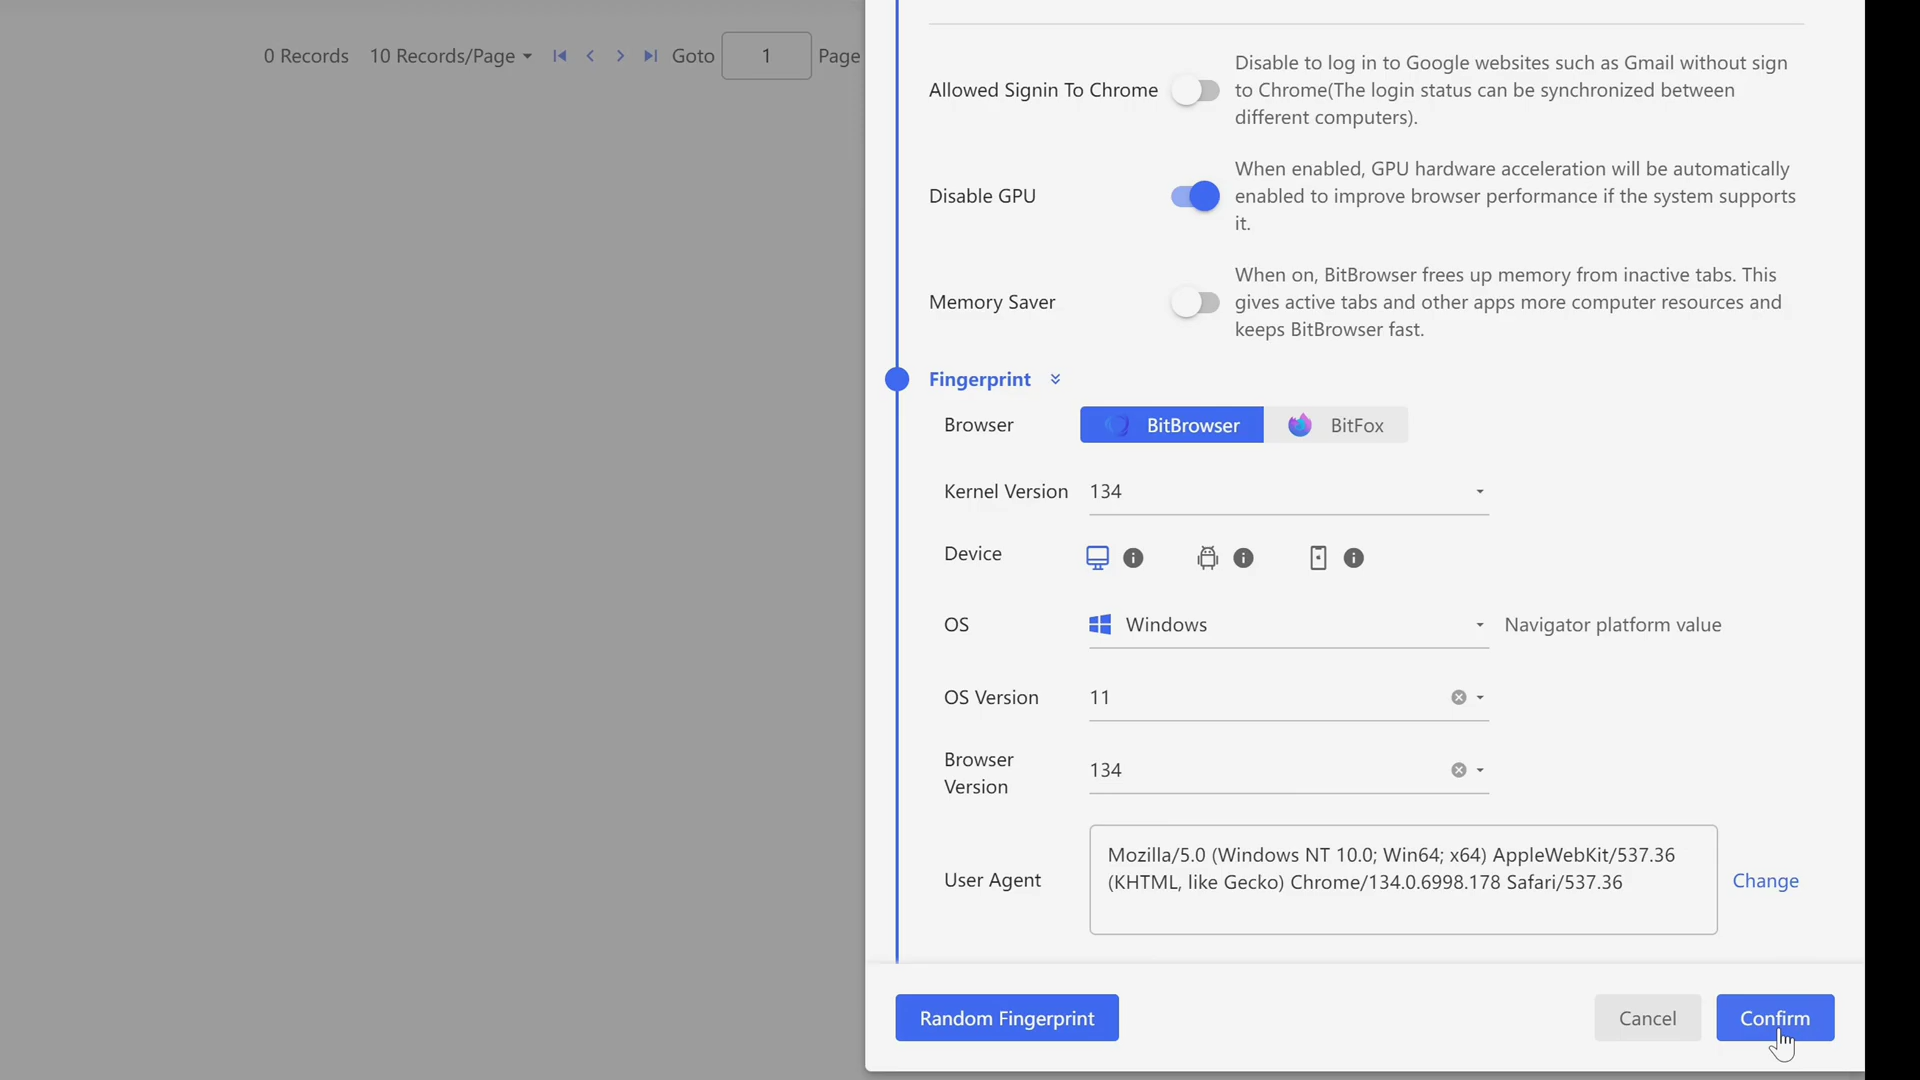 0 Records 10 Records/Page Goto 1 Page
Allowed Signin To Chrome
Disable to log in to Google websites such as Gmail without sign
to Chrome(The login status can be synchronized between
different computers).
Disable GPU
When enabled, GPU hardware acceleration will be automatically
enabled to improve browser performance if the system supports
it.
Memory Saver
When on, BitBrowser frees up memory from inactive tabs. This
gives active tabs and other apps more computer resources and
keeps BitBrowser fast.
Fingerprint
Browser BitBrowser BitFox
Kernel Version 134
Device
OS Windows Navigator platform value
OS Version 11
Browser
Version
134
User Agent
Mozilla/5.0 (Windows NT 10.0; Win64; x64) AppleWebKit/537.36
(KHTML, like Gecko) Chrome/134.0.6998.178 Safari/537.36
Change
Random Fingerprint Cancel Confirm